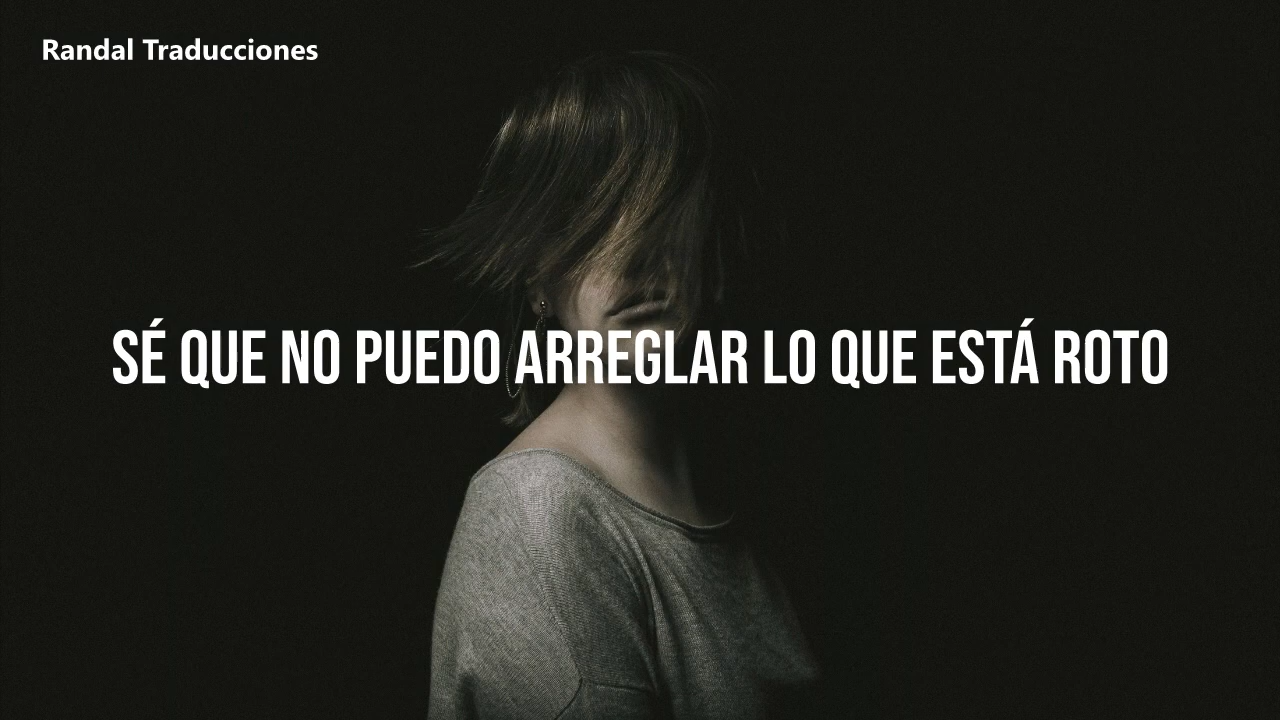 Randal Traducciones
SÉ QUE NO PUEDO ARREGLAR LO QUE ESTÁ ROTO